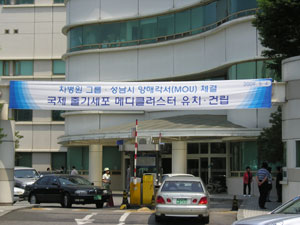 차병원 그룹 · 성남시 양해각서(MOU) 체결
국제 줄기세포 메디클러스터 유치 · 건립